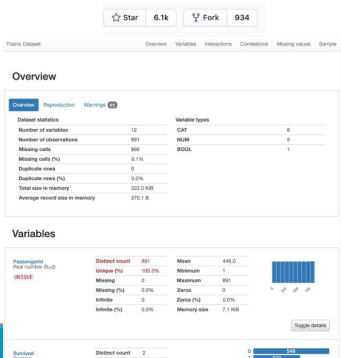 Star 6.1k Fork 934
Titanic Dataset Overview Variables Interactions Correlations Missing values Sample
Overview
Overview Reproduction Warnings 11
Dataset statistics Variable types
Number of variables 12 CAT 6
Number of observations 891 NUM 5
Missing cells 866 BOOL 1
Missing cells (%) 8.1%
Duplicate rows 0
Duplicate rows (%) 0.0%
Total size in memory 322.0 KiB
Average record size in memory 370.1 B
Variables
PassengerId Distinct count 891 Mean 446.0
Real number (ℝ≥0) Unique (%) 100.0% Minimum 1
UNIQUE Missing 0 Maximum 891
Missing (%) 0.0% Zeros 0
Infinite 0 Zeros (%) 0.0%
Infinite (%) 0.0% Memory size 7.1 KiB
Toggle details
Survived Distinct count 2 0 549